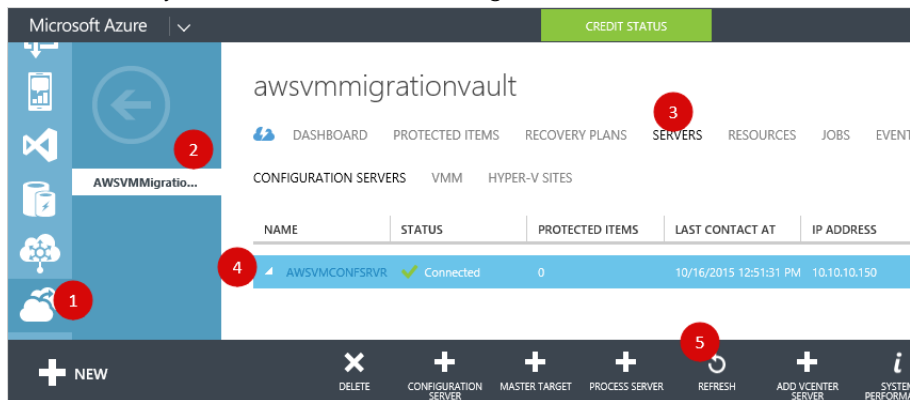 Microsoft Azure
CREDIT STATUS
awsvmmigrationvault
3
DASHBOARD PROTECTED ITEMS RECOVERY PLANS SERVERS RESOURCES JOBS EVENT
2
AWSVMMigratio...
CONFIGURATION SERVERS VMM HYPER-V SITES
NAME STATUS PROTECTED ITEMS LAST CONTACT AT IP ADDRESS
4 AWSVMCONFSRVR Connected 0 10/16/2015 12:51:31 PM 10.10.10.150
1
5
NEW
DELETE CONFIGURATION SERVER MASTER TARGET PROCESS SERVER REFRESH ADD VCENTER SERVER SYSTEM PERFORMA